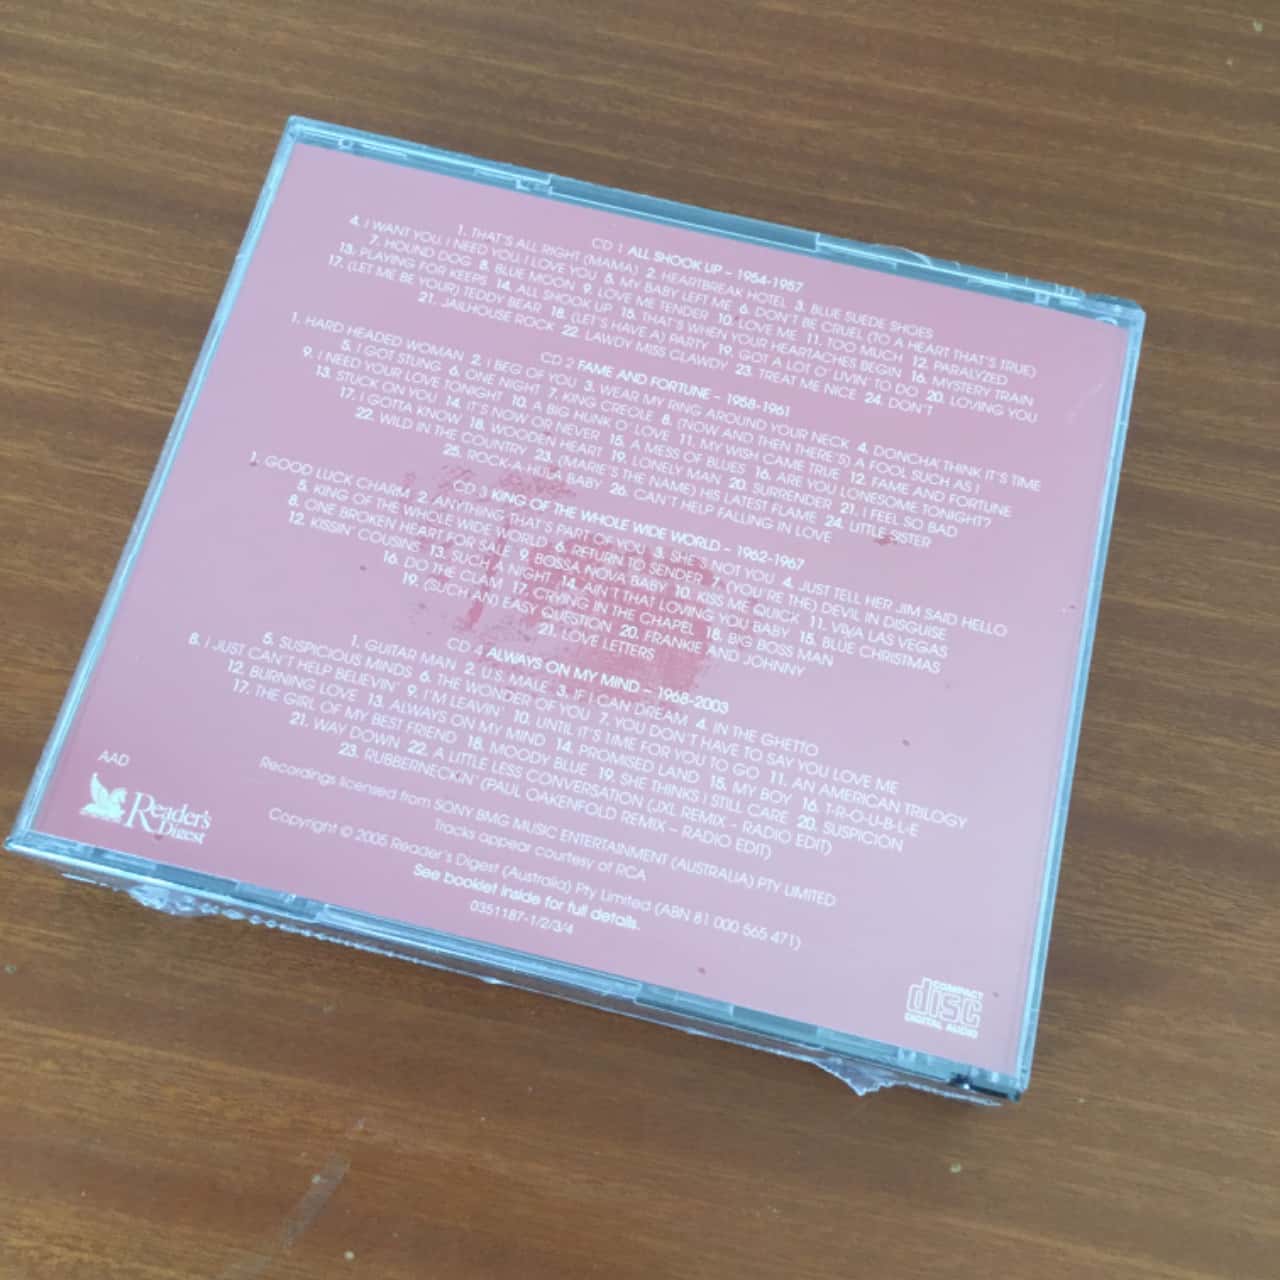 CD 1 ALL SHOOK UP – 1954-1957
1. THAT'S ALL RIGHT (MAMA) 2. HEARTBREAK HOTEL 3. BLUE SUEDE SHOES
4. I WANT YOU, I NEED YOU, I LOVE YOU 5. MY BABY LEFT ME 6. DON'T BE CRUEL (TO A HEART THAT'S TRUE)
7. HOUND DOG 8. BLUE MOON 9. LOVE ME TENDER 10. LOVE ME 11. TOO MUCH 12. PARALYZED
13. PLAYING FOR KEEPS 14. ALL SHOOK UP 15. THAT'S WHEN YOUR HEARTACHES BEGIN 16. MYSTERY TRAIN
17. (LET ME BE YOUR) TEDDY BEAR 18. (LET'S HAVE A) PARTY 19. GOT A LOT O' LIVIN' TO DO 20. LOVING YOU
21. JAILHOUSE ROCK 22. LAWDY MISS CLAWDY 23. TREAT ME NICE 24. DON'T
CD 2 FAME AND FORTUNE – 1958-1961
1. HARD HEADED WOMAN 2. I BEG OF YOU 3. WEAR MY RING AROUND YOUR NECK 4. DONCHA' THINK IT'S TIME
5. I GOT STUNG 6. ONE NIGHT 7. KING CREOLE 8. (NOW AND THEN THERE'S) A FOOL SUCH AS I
9. I NEED YOUR LOVE TONIGHT 10. A BIG HUNK O' LOVE 11. MY WISH CAME TRUE 12. FAME AND FORTUNE
13. STUCK ON YOU 14. IT'S NOW OR NEVER 15. A MESS OF BLUES 16. ARE YOU LONESOME TONIGHT?
17. I GOTTA KNOW 18. WOODEN HEART 19. LONELY MAN 20. SURRENDER 21. I FEEL SO BAD
22. WILD IN THE COUNTRY 23. (MARIE'S THE NAME) HIS LATEST FLAME 24. LITTLE SISTER
25. ROCK-A-HULA BABY 26. CAN'T HELP FALLING IN LOVE
CD 3 KING OF THE WHOLE WIDE WORLD – 1962-1967
1. GOOD LUCK CHARM 2. ANYTHING THAT'S PART OF YOU 3. SHE'S NOT YOU 4. JUST TELL HER JIM SAID HELLO
5. KING OF THE WHOLE WIDE WORLD 6. RETURN TO SENDER 7. (YOU'RE THE) DEVIL IN DISGUISE
8. ONE BROKEN HEART FOR SALE 9. BOSSA NOVA BABY 10. KISS ME QUICK 11. VIVA LAS VEGAS
12. KISSIN' COUSINS 13. SUCH A NIGHT 14. AIN'T THAT LOVING YOU BABY 15. BLUE CHRISTMAS
16. DO THE CLAM 17. CRYING IN THE CHAPEL 18. BIG BOSS MAN
19. (SUCH AN) EASY QUESTION 20. FRANKIE AND JOHNNY
21. LOVE LETTERS
CD 4 ALWAYS ON MY MIND – 1968-2003
1. GUITAR MAN 2. U.S. MALE 3. IF I CAN DREAM 4. IN THE GHETTO
5. SUSPICIOUS MINDS 6. THE WONDER OF YOU 7. YOU DON'T HAVE TO SAY YOU LOVE ME
8. I JUST CAN'T HELP BELIEVIN' 9. I'M LEAVIN' 10. UNTIL IT'S TIME FOR YOU TO GO 11. AN AMERICAN TRILOGY
12. BURNING LOVE 13. ALWAYS ON MY MIND 14. PROMISED LAND 15. MY BOY 16. T-R-O-U-B-L-E
17. THE GIRL OF MY BEST FRIEND 18. MOODY BLUE 19. SHE THINKS I STILL CARE 20. SUSPICION
21. WAY DOWN 22. A LITTLE LESS CONVERSATION (JXL REMIX – RADIO EDIT)
23. RUBBERNECKIN' (PAUL OAKENFOLD REMIX – RADIO EDIT)
AAD
Reader's
Digest
Recordings licensed from SONY BMG MUSIC ENTERTAINMENT (AUSTRALIA) PTY LIMITED
Tracks appear courtesy of RCA
Copyright © 2005 Reader's Digest (Australia) Pty Limited (ABN 81 000 565 471)
See booklet inside for full details.
0351187-1/2/3/4
COMPACT
disc
DIGITAL AUDIO